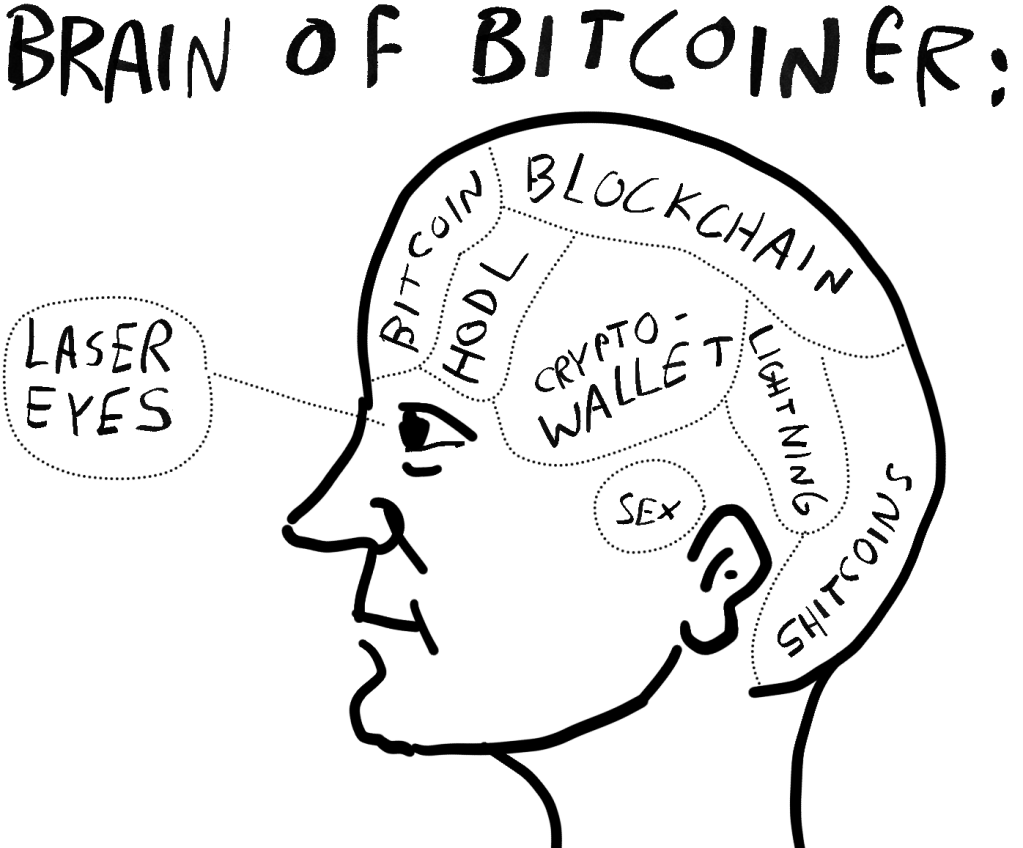 BRAIN OF BITCOINER:
BLOCKCHAIN
BITCOIN
HODL
CRYPTO-
WALLET
LIGHTNING
LASER
EYES
SEX
SHITCOINS